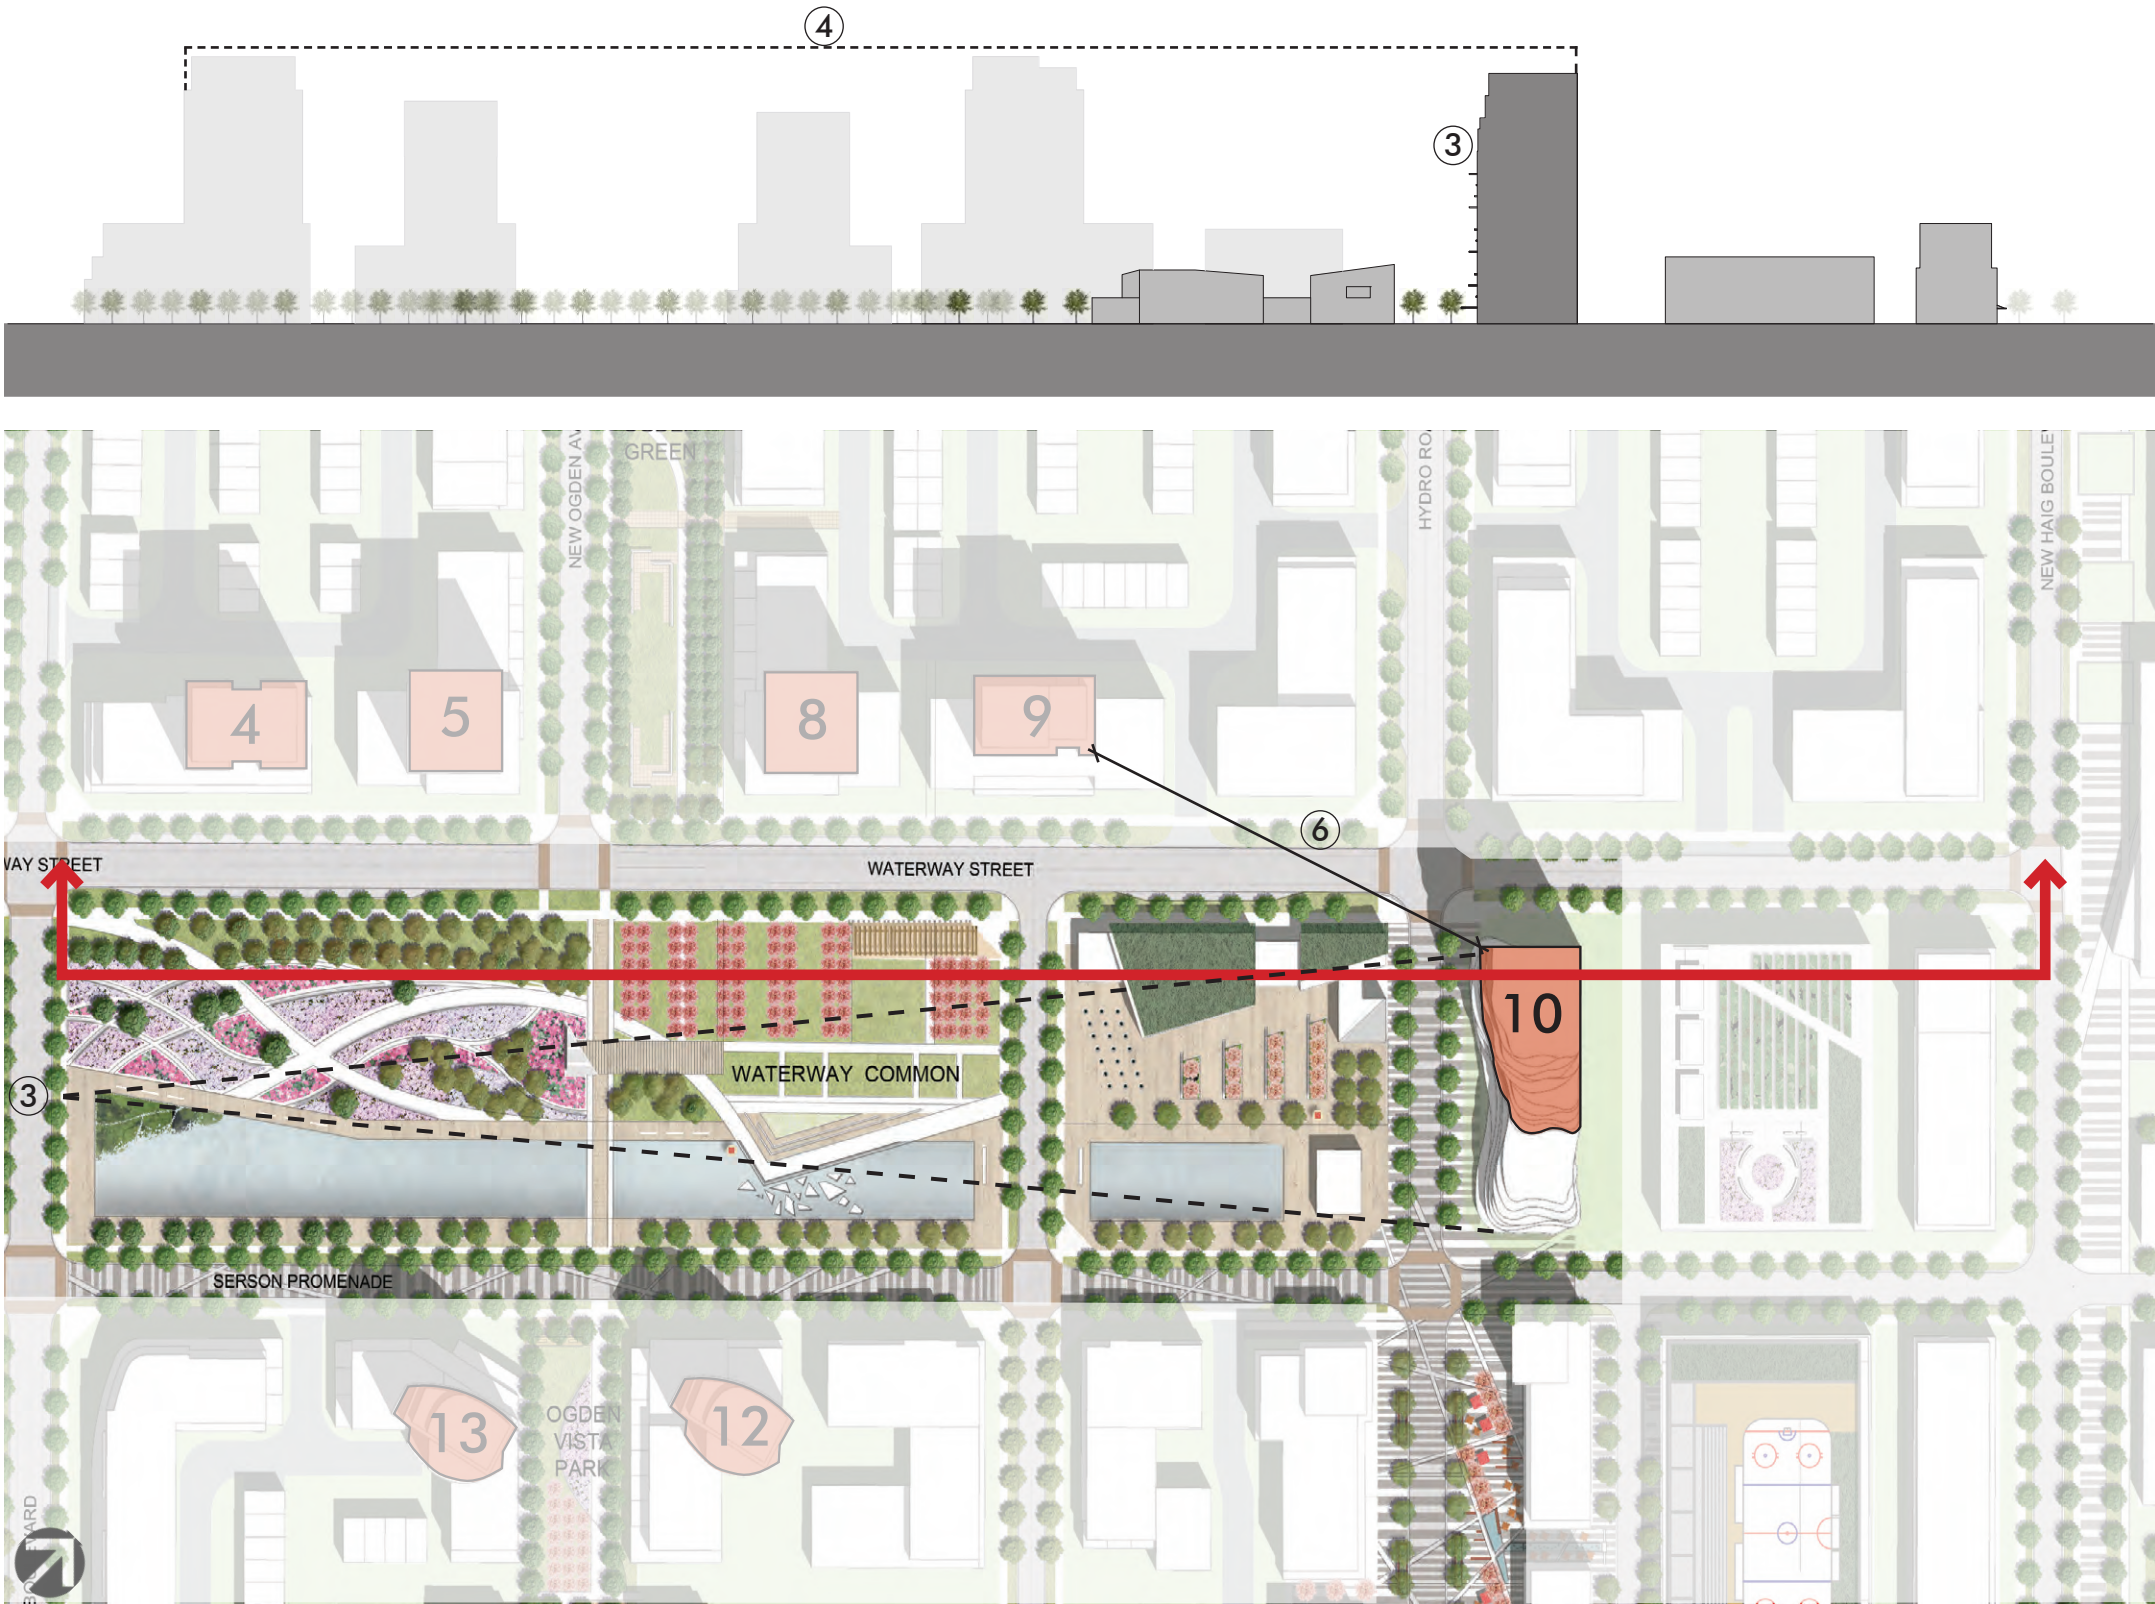 ④
③
GREEN
NEW OGDEN AV
HYDRO RO
NEW HAIG BOULEV
4
5
8
9
⑥
WAY STREET
WATERWAY STREET
10
WATERWAY COMMON
③
SERSON PROMENADE
13
12
OGDEN
VISTA
PARK